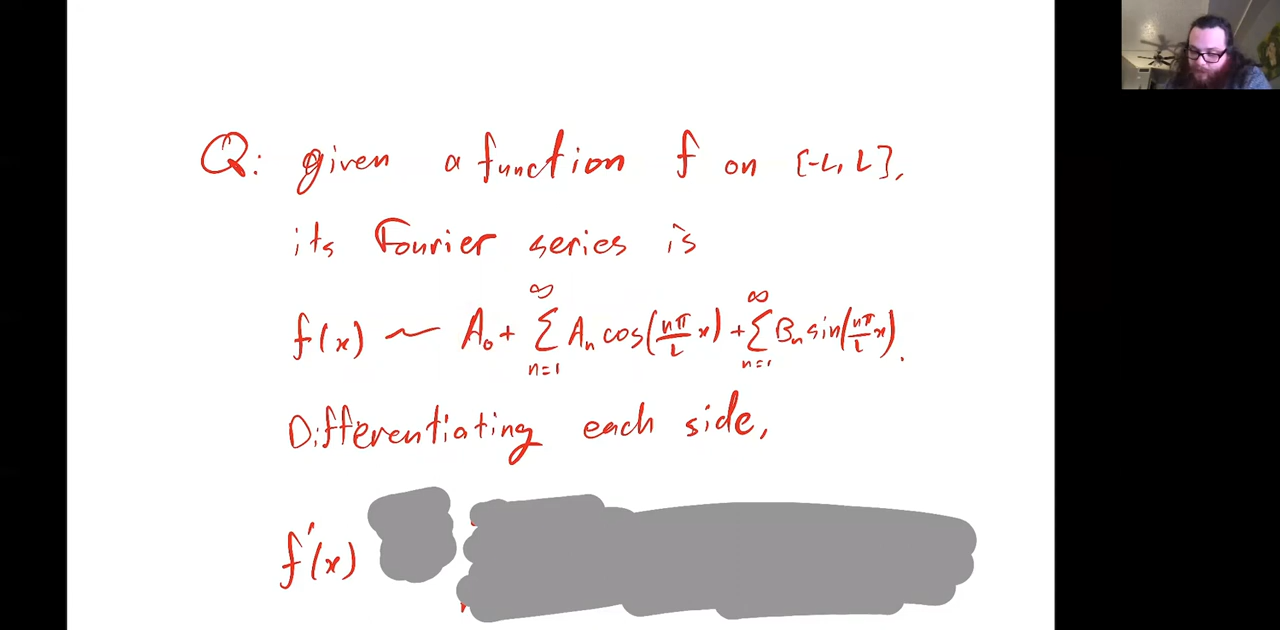 Q: given a function f on [-L, L],
its Fourier series is
f(x) ~ A₀ + ∑_{n=1}^{∞} Aₙ cos(nπ/L x) + ∑_{n=1}^{∞} Bₙ sin(nπ/L x).
Differentiating each side,
f'(x)